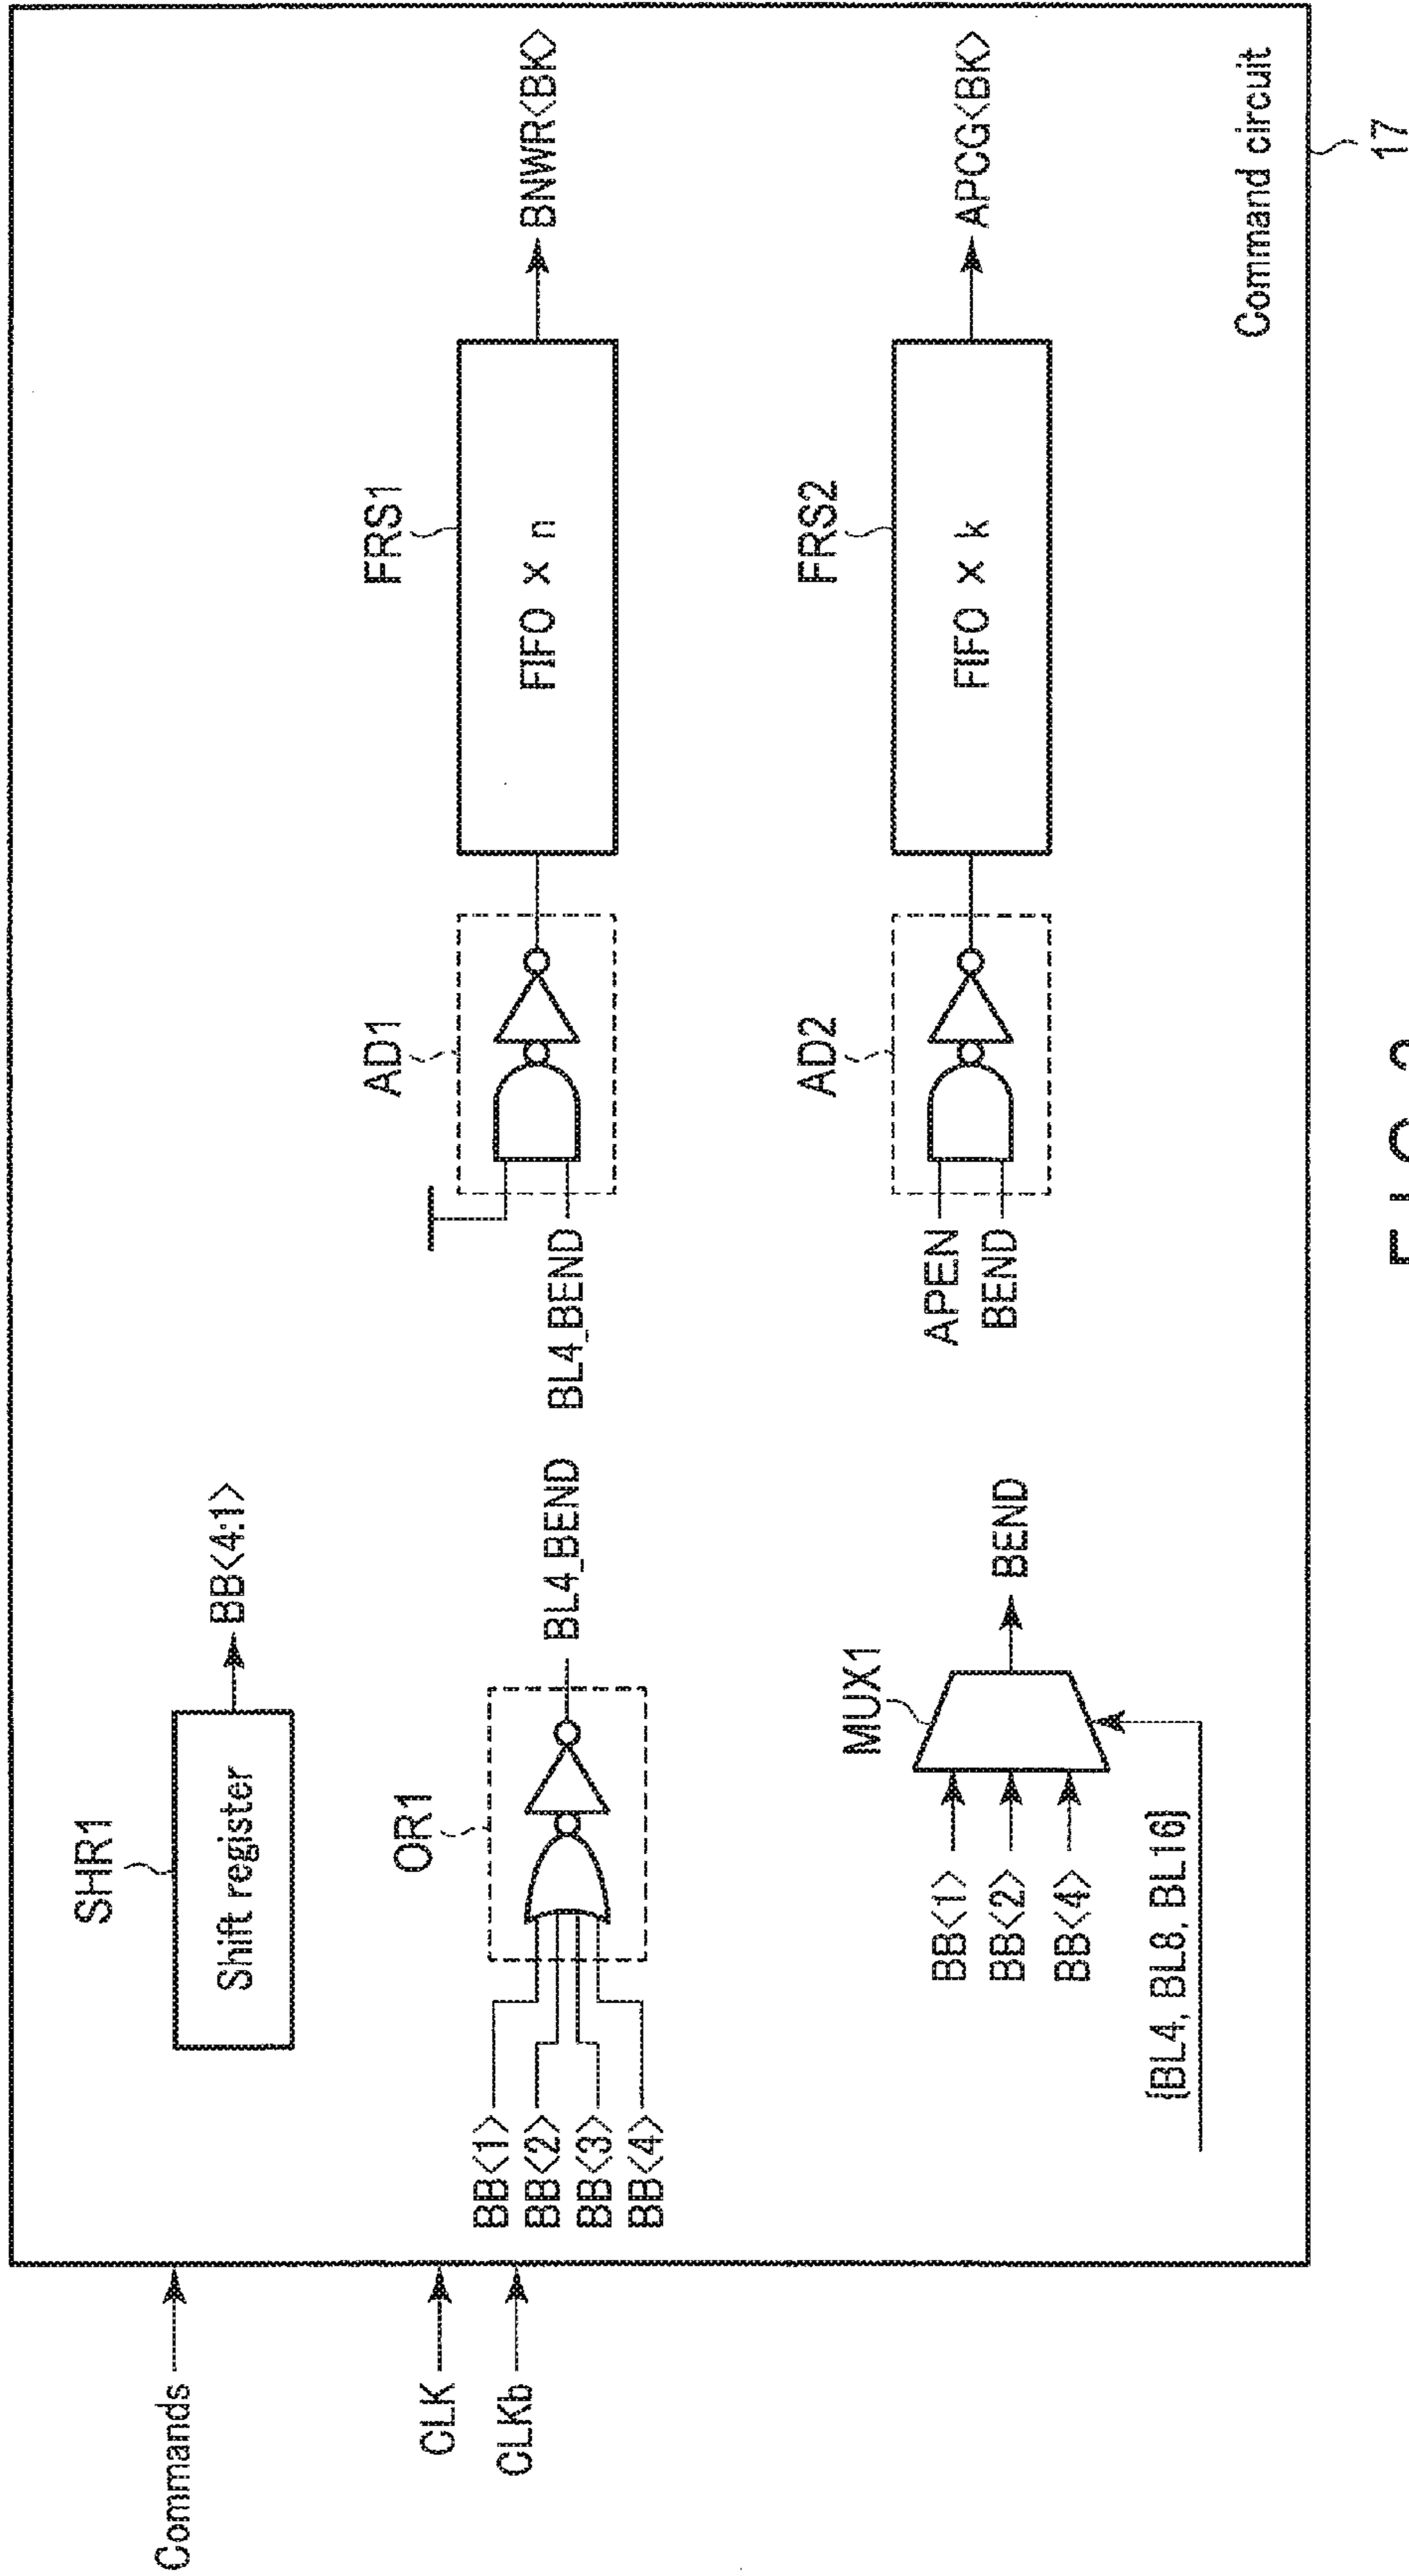 Commands
CLK
CLKb
SHR1
Shift register
BB<4:1>
OR1
BB<1>
BB<2>
BB<3>
BB<4>
BL4_BEND
BL4_BEND
AD1
FRS1
FIFO × n
BNWR<BK>
MUX1
BB<1>
BB<2>
BB<4>
[BL4, BL8, BL16]
BEND
APEN
BEND
AD2
FRS2
FIFO × k
APCG<BK>
Command circuit
17